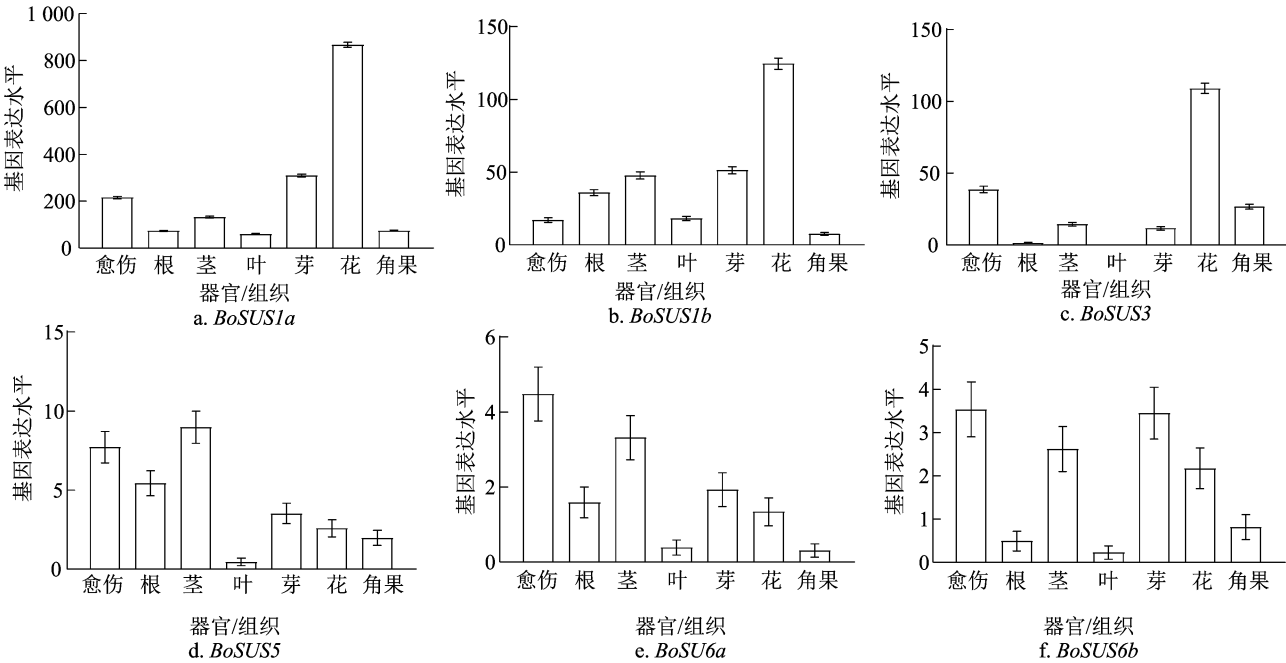 1 000
800
600
400
200
0
基因表达水平
愈伤 根 茎 叶 芽 花 角果
器官/组织
a. BoSUS1a
150
100
50
0
基因表达水平
愈伤 根 茎 叶 芽 花 角果
器官/组织
b. BoSUS1b
150
100
50
0
基因表达水平
愈伤 根 茎 叶 芽 花 角果
器官/组织
c. BoSUS3
15
10
5
0
基因表达水平
愈伤 根 茎 叶 芽 花 角果
器官/组织
d. BoSUS5
6
4
2
0
基因表达水平
愈伤 根 茎 叶 芽 花 角果
器官/组织
e. BoSU6a
5
4
3
2
1
0
基因表达水平
愈伤 根 茎 叶 芽 花 角果
器官/组织
f. BoSUS6b